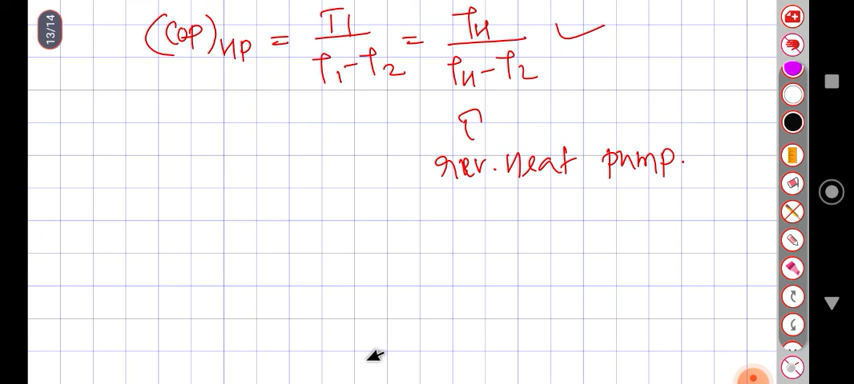 13/14
(COP)HP = T1 / T1-T2 = TH / TH-T2 ✓
rev. Heat pump.